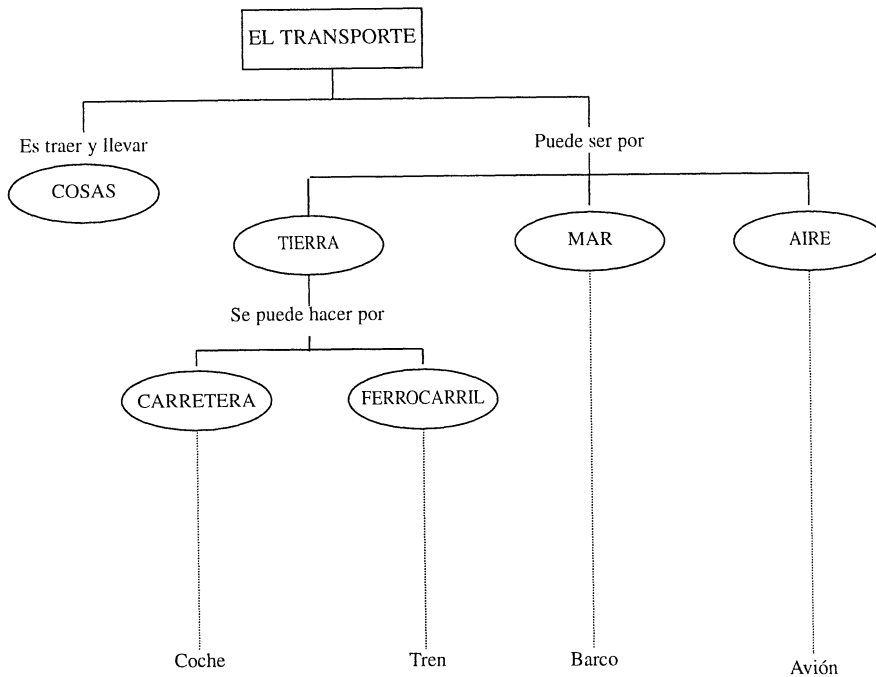 EL TRANSPORTE
Es traer y llevar
Puede ser por
COSAS
TIERRA
MAR
AIRE
Se puede hacer por
CARRETERA
FERROCARRIL
Coche
Tren
Barco
Avión